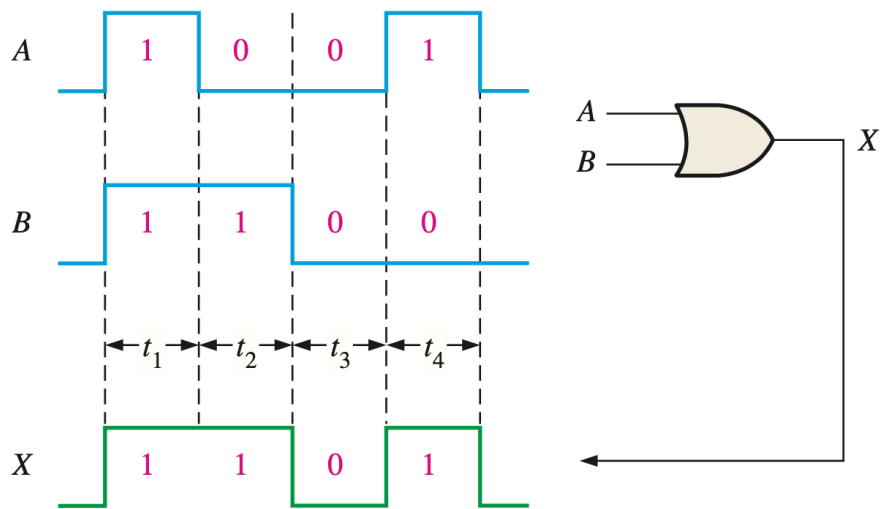 A 1 0 0 1
A
B
X
B 1 1 0 0
t₁ t₂ t₃ t₄
X 1 1 0 1